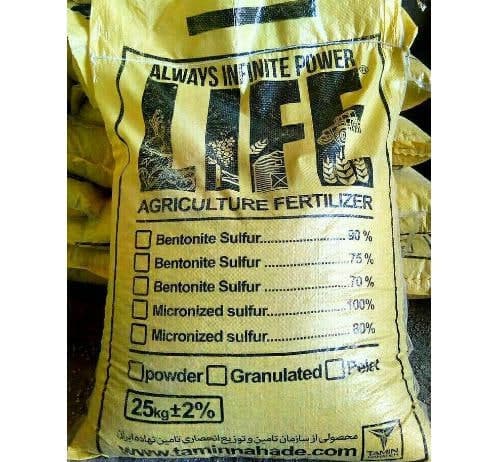 ALWAYS INFINITE POWER
LIFE®
AGRICULTURE FERTILIZER
Bentonite Sulfur.................90 %
Bentonite Sulfur.................75 %
Bentonite Sulfur.................70 %
Micronized sulfur...............100%
Micronized sulfur...............80%
powder Granulated Pelet
25kg±2%
محصولی از سازمان تامین و توزیع انحصاری تامین نهاده ایران
www.taminnahade.com
TAMIN